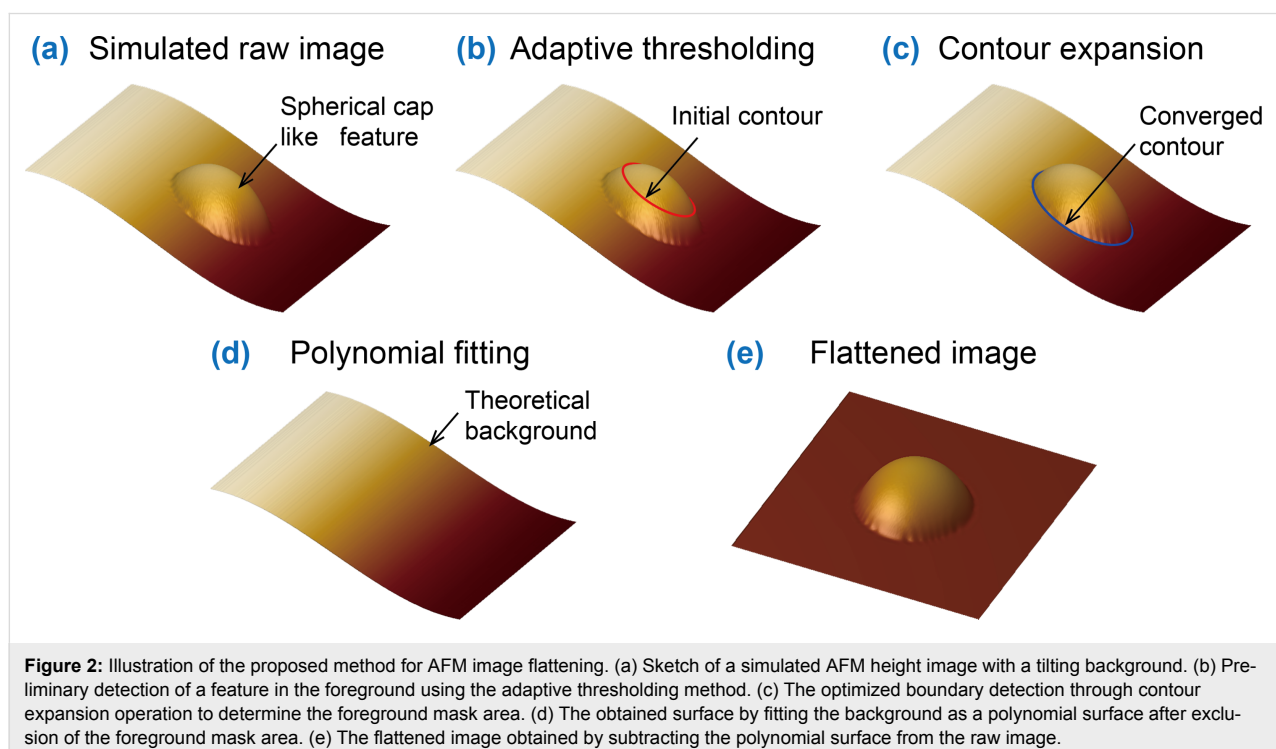 (a) Simulated raw image
Spherical cap
like feature
(b) Adaptive thresholding
Initial contour
(c) Contour expansion
Converged
contour
(d) Polynomial fitting
Theoretical
background
(e) Flattened image
Figure 2: Illustration of the proposed method for AFM image flattening. (a) Sketch of a simulated AFM height image with a tilting background. (b) Pre-
liminary detection of a feature in the foreground using the adaptive thresholding method. (c) The optimized boundary detection through contour
expansion operation to determine the foreground mask area. (d) The obtained surface by fitting the background as a polynomial surface after exclu-
sion of the foreground mask area. (e) The flattened image obtained by subtracting the polynomial surface from the raw image.